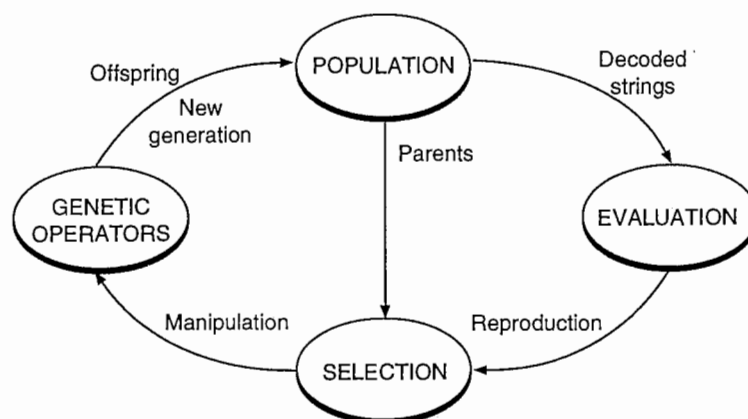 POPULATION
Offspring
New
generation
Decoded
strings
Parents
GENETIC
OPERATORS
EVALUATION
Manipulation
Reproduction
SELECTION